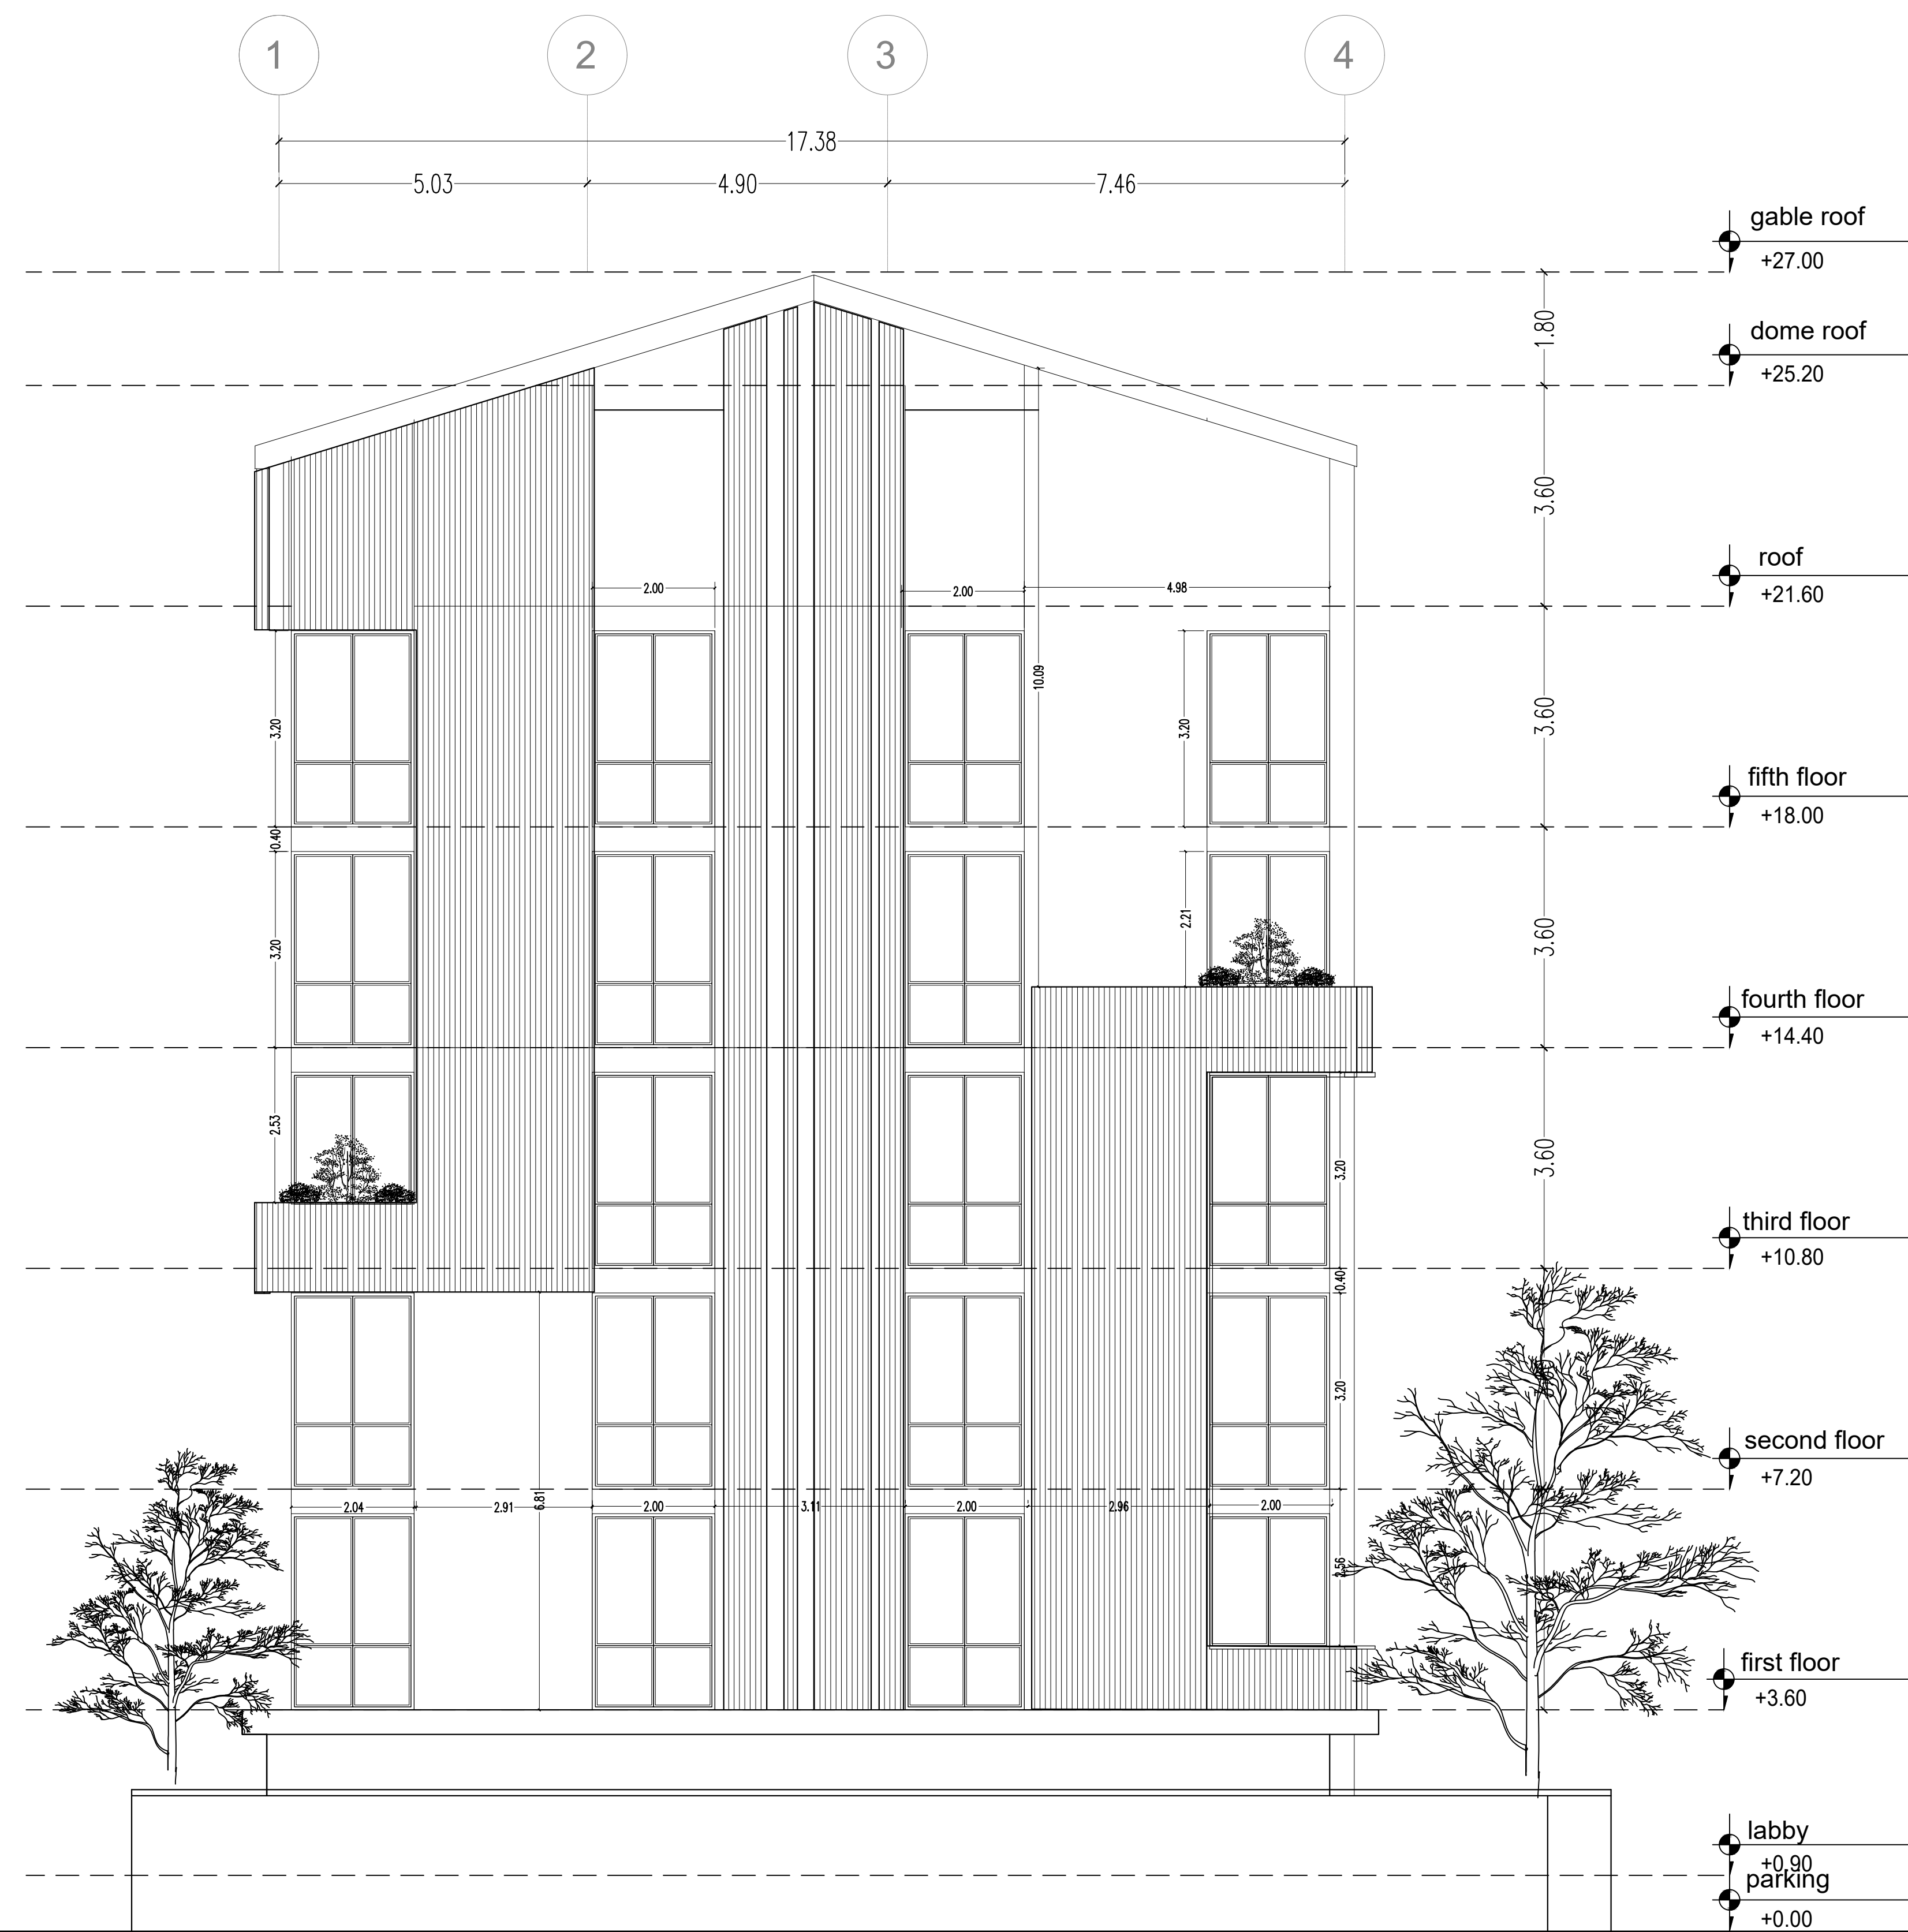 1 2 3 4
17.38
5.03 4.90 7.46
gable roof
+27.00
1.80
dome roof
+25.20
3.60
roof
+21.60
2.00 2.00 4.98
10.09
3.20 3.20 3.60
fifth floor
+18.00
0.40
3.20 2.21 3.60
fourth floor
+14.40
2.53 3.20 3.60
third floor
+10.80
0.40
3.20
second floor
+7.20
2.04 2.91 6.81 2.00 3.11 2.00 2.96 2.00
first floor
+3.60
labby
+0.90
parking
+0.00